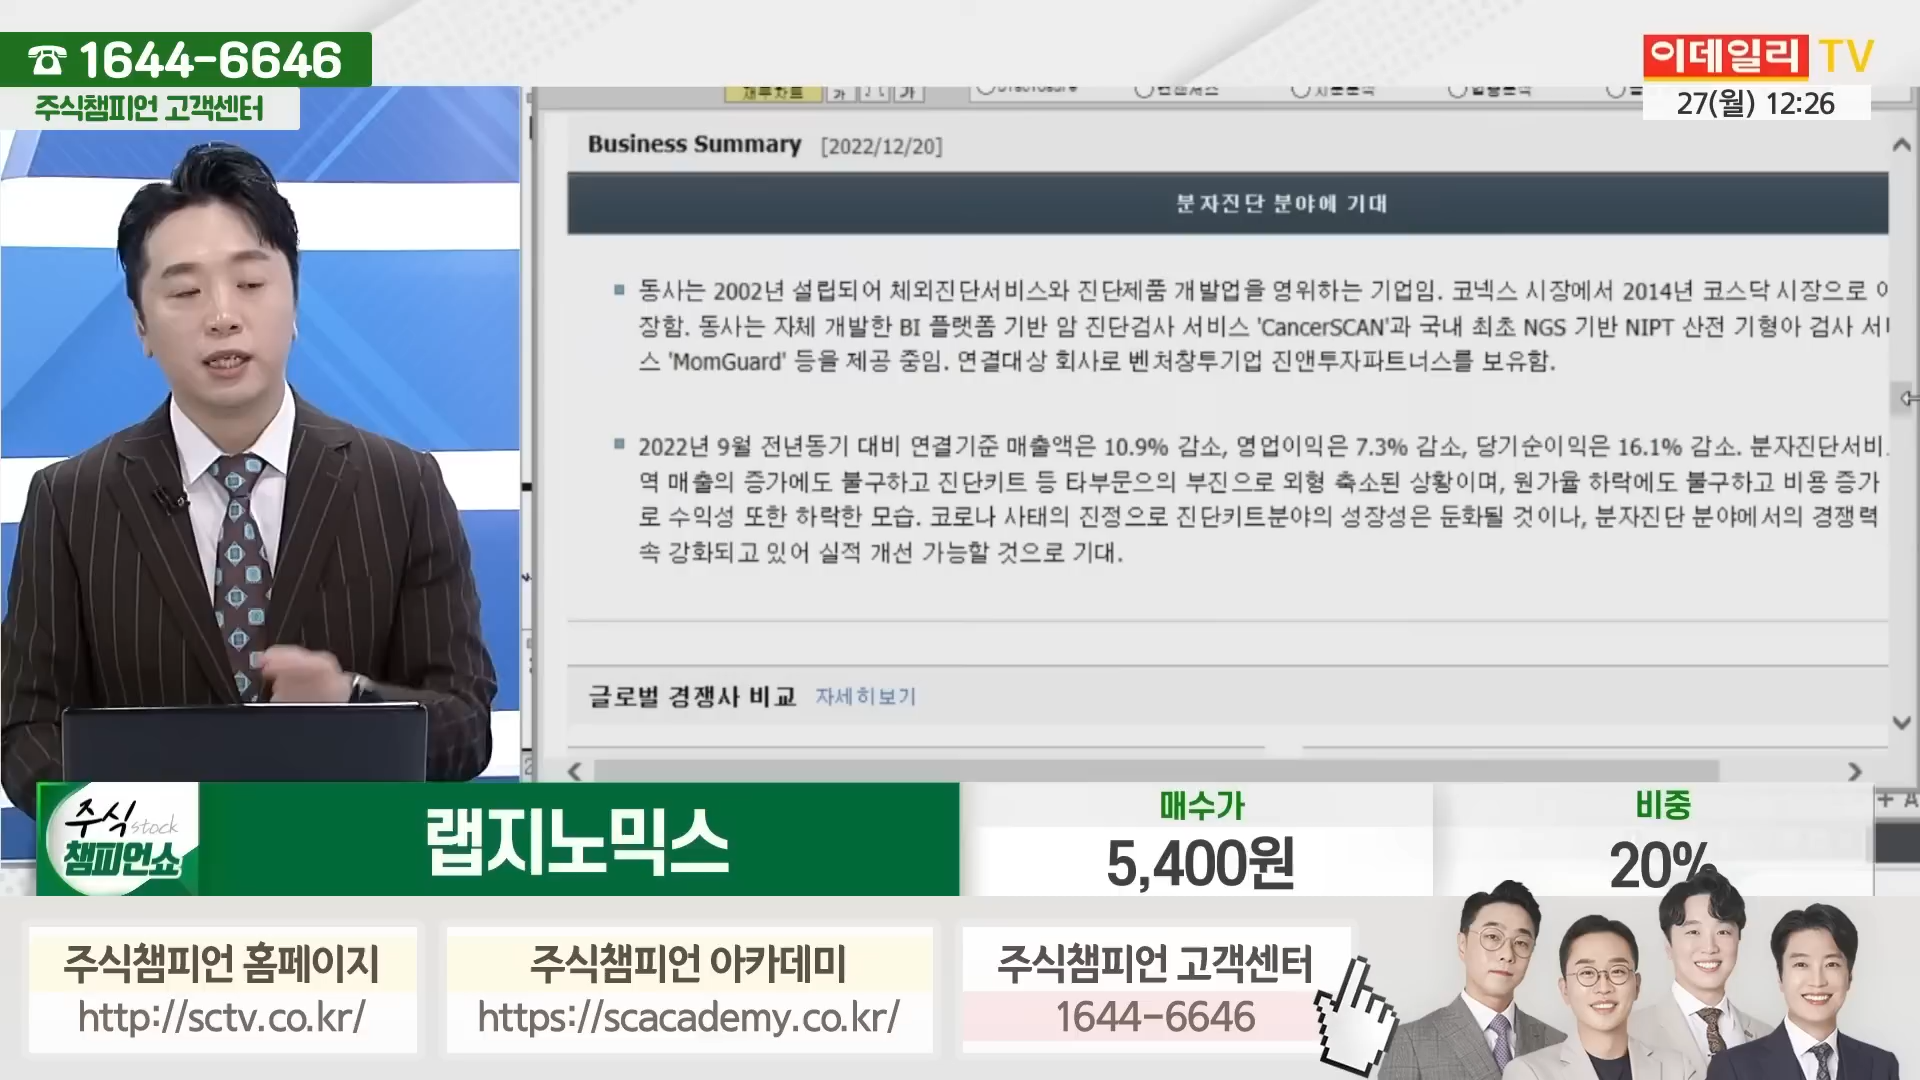 ☎ 1644-6646
주식챔피언 고객센터
이데일리 TV
27(월) 12:26
재무차트
Business Summary [2022/12/20]
분자진단 분야에 기대
동사는 2002년 설립되어 체외진단서비스와 진단제품 개발업을 영위하는 기업임. 코넥스 시장에서 2014년 코스닥 시장으로
장함. 동사는 자체 개발한 BI 플랫폼 기반 암 진단검사 서비스 'CancerSCAN'과 국내 최초 NGS 기반 NIPT 산전 기형아 검사
스 'MomGuard' 등을 제공 중임. 연결대상 회사로 벤처창투기업 진앤투자파트너스를 보유함.
2022년 9월 전년동기 대비 연결기준 매출액은 10.9% 감소, 영업이익은 7.3% 감소, 당기순이익은 16.1% 감소. 분자진단서비
역 매출의 증가에도 불구하고 진단키트 등 타부문으의 부진으로 외형 축소된 상황이며, 원가율 하락에도 불구하고 비용 증가
로 수익성 또한 하락한 모습. 코로나 사태의 진정으로 진단키트분야의 성장성은 둔화될 것이나, 분자진단 분야에서의 경쟁력
속 강화되고 있어 실적 개선 가능할 것으로 기대.
글로벌 경쟁사 비교 자세히보기
주식 stock
챔피언쇼
랩지노믹스
매수가
5,400원
비중
20%
주식챔피언 홈페이지
http://sctv.co.kr/
주식챔피언 아카데미
https://scacademy.co.kr/
주식챔피언 고객센터
1644-6646